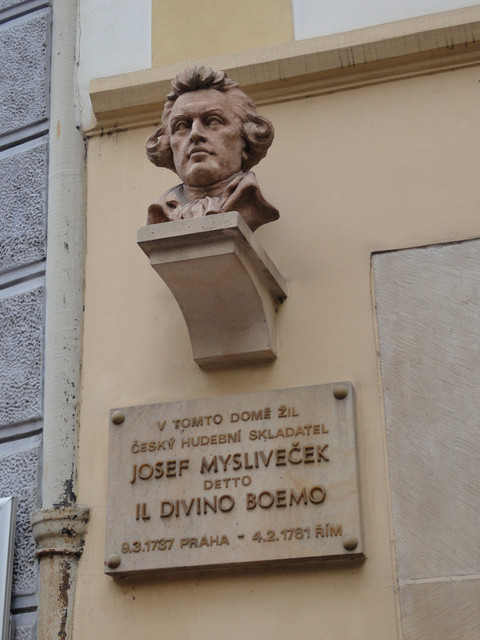 V TOMTO DOMĚ ŽIL
ČESKÝ HUDEBNÍ SKLADATEL
JOSEF MYSLIVEČEK
DETTO
IL DIVINO BOEMO
9.3.1737 PRAHA - 4.2.1781 ŘÍM